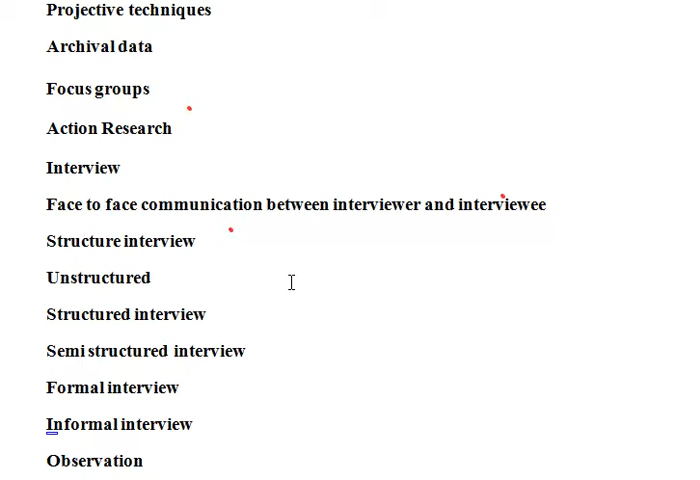 Projective techniques
Archival data
Focus groups
Action Research
Interview
Face to face communication between interviewer and interviewee
Structure interview
Unstructured
Structured interview
Semi structured interview
Formal interview
Informal interview
Observation